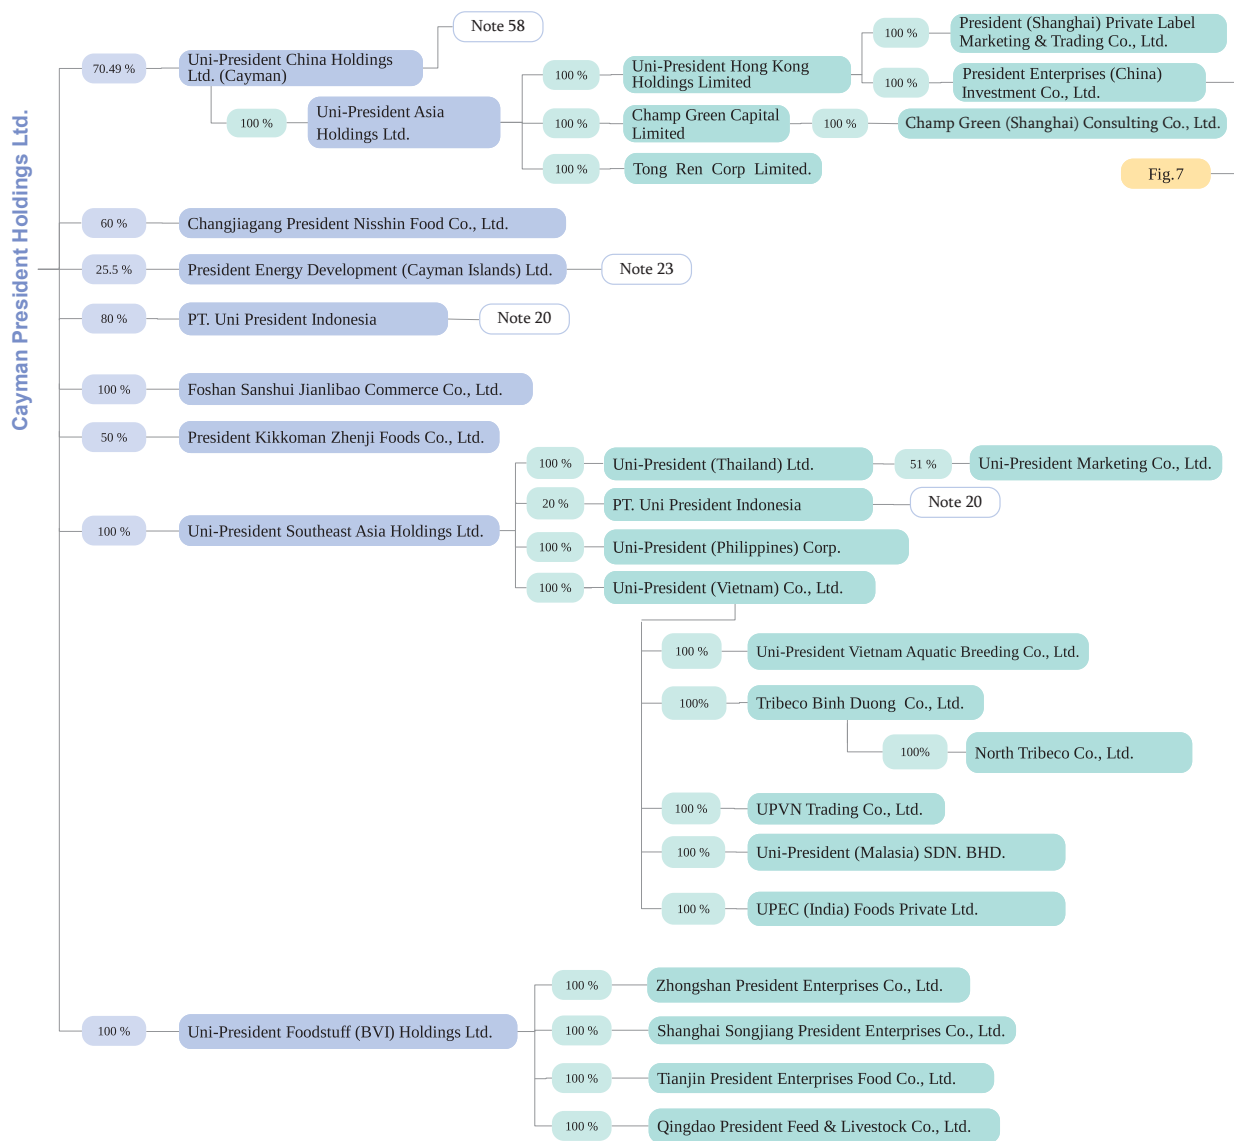 Cayman President Holdings Ltd.
Note 58
70.49 %
Uni-President China Holdings
Ltd. (Cayman)
100 %
Uni-President Asia
Holdings Ltd.
100 %
Uni-President Hong Kong
Holdings Limited
100 %
President (Shanghai) Private Label
Marketing & Trading Co., Ltd.
100 %
President Enterprises (China)
Investment Co., Ltd.
100 %
Champ Green Capital
Limited
100 %
Champ Green (Shanghai) Consulting Co., Ltd.
100 %
Tong Ren Corp Limited.
Fig.7
60 %
Changjiagang President Nisshin Food Co., Ltd.
25.5 %
President Energy Development (Cayman Islands) Ltd.
Note 23
80 %
PT. Uni President Indonesia
Note 20
100 %
Foshan Sanshui Jianlibao Commerce Co., Ltd.
50 %
President Kikkoman Zhenji Foods Co., Ltd.
100 %
Uni-President Southeast Asia Holdings Ltd.
100 %
Uni-President (Thailand) Ltd.
51 %
Uni-President Marketing Co., Ltd.
20 %
PT. Uni President Indonesia
Note 20
100 %
Uni-President (Philippines) Corp.
100 %
Uni-President (Vietnam) Co., Ltd.
100 %
Uni-President Vietnam Aquatic Breeding Co., Ltd.
100%
Tribeco Binh Duong Co., Ltd.
100%
North Tribeco Co., Ltd.
100 %
UPVN Trading Co., Ltd.
100 %
Uni-President (Malasia) SDN. BHD.
100 %
UPEC (India) Foods Private Ltd.
100 %
Uni-President Foodstuff (BVI) Holdings Ltd.
100 %
Zhongshan President Enterprises Co., Ltd.
100 %
Shanghai Songjiang President Enterprises Co., Ltd.
100 %
Tianjin President Enterprises Food Co., Ltd.
100 %
Qingdao President Feed & Livestock Co., Ltd.